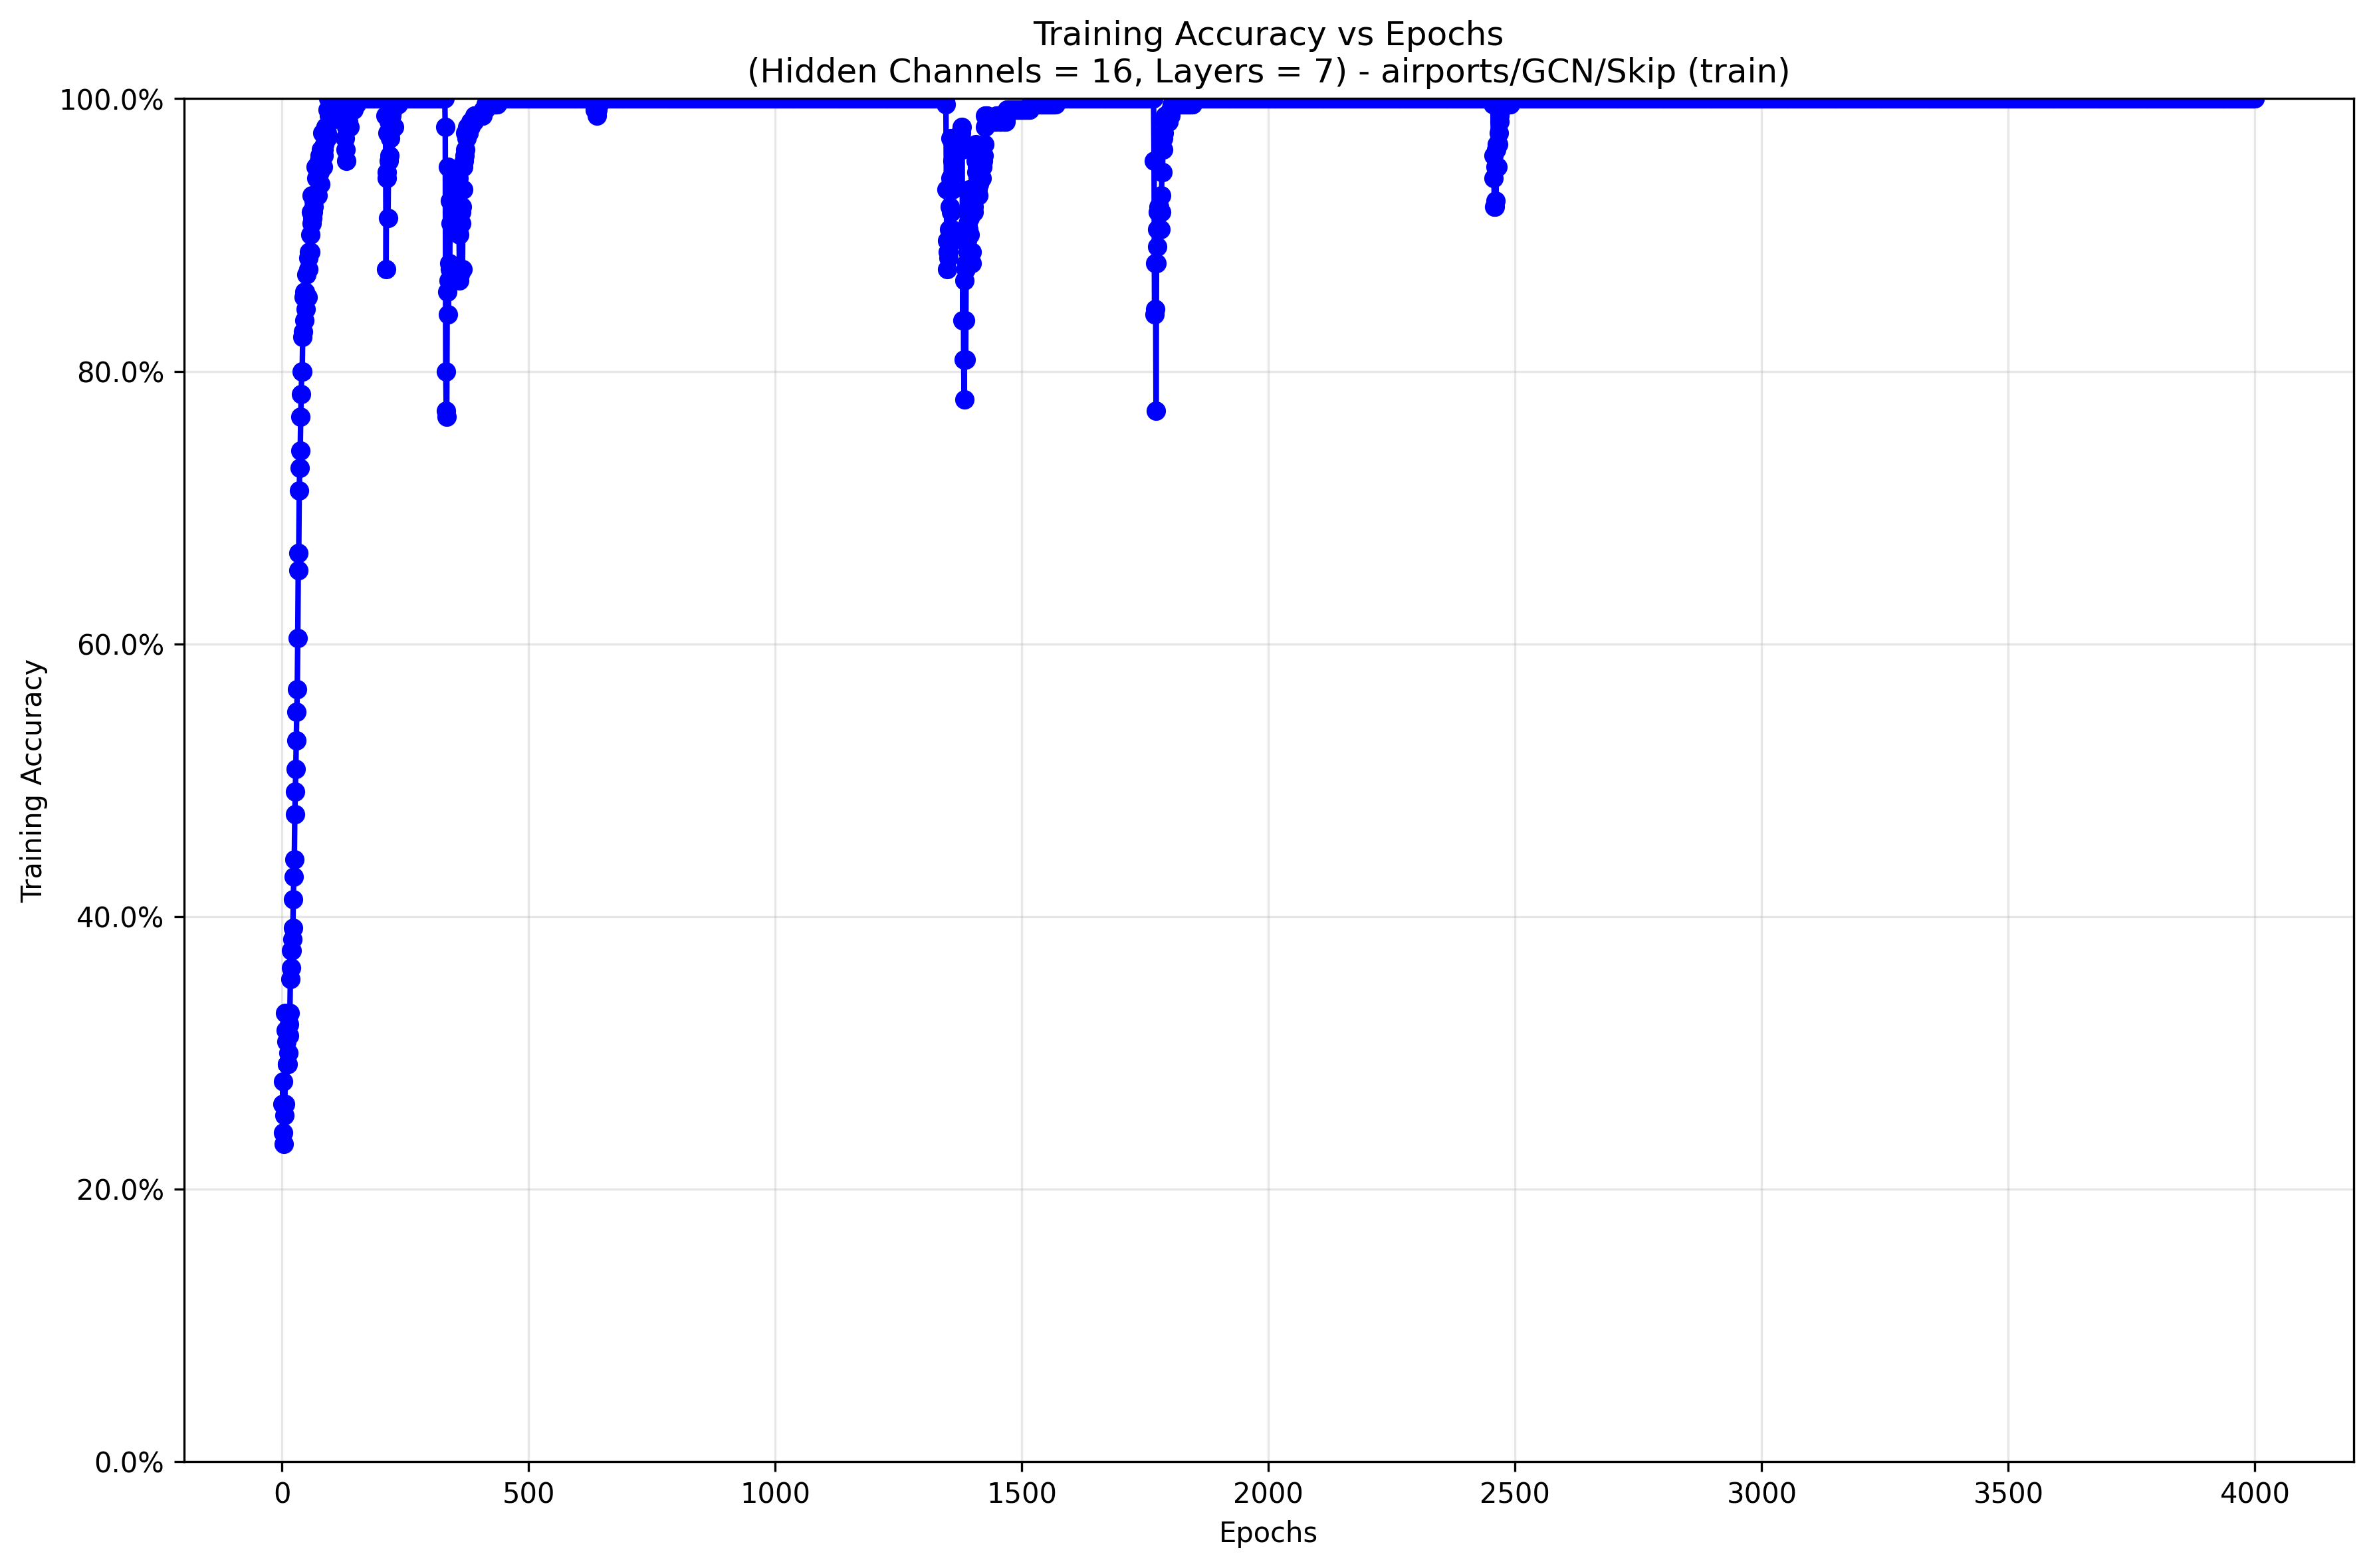 Training Accuracy vs Epochs
(Hidden Channels = 16, Layers = 7) - airports/GCN/Skip (train)
100.0%
80.0%
60.0%
40.0%
20.0%
0.0%
Training Accuracy
0 500 1000 1500 2000 2500 3000 3500 4000
Epochs